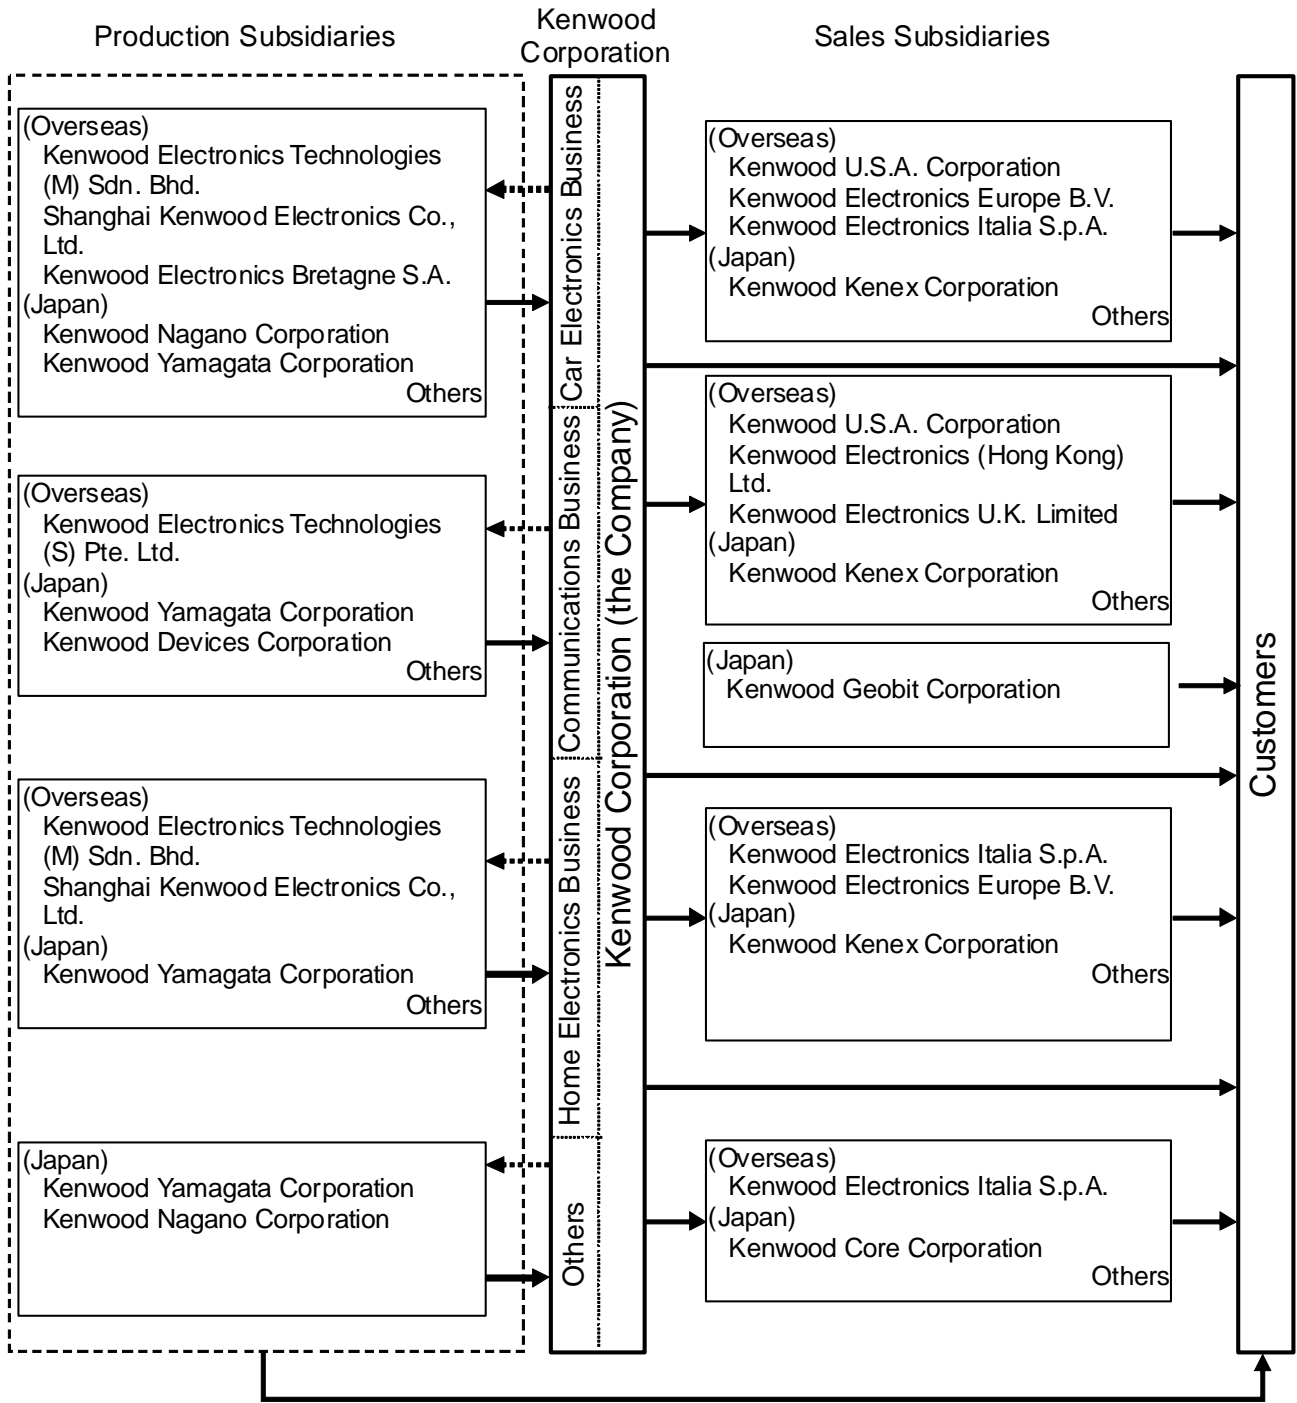 Production Subsidiaries
Kenwood
Corporation
Sales Subsidiaries
(Overseas)
Kenwood Electronics Technologies
(M) Sdn. Bhd.
Shanghai Kenwood Electronics Co.,
Ltd.
Kenwood Electronics Bretagne S.A.
(Japan)
Kenwood Nagano Corporation
Kenwood Yamagata Corporation
Others
(Overseas)
Kenwood Electronics Technologies
(S) Pte. Ltd.
(Japan)
Kenwood Yamagata Corporation
Kenwood Devices Corporation
Others
(Overseas)
Kenwood Electronics Technologies
(M) Sdn. Bhd.
Shanghai Kenwood Electronics Co.,
Ltd.
(Japan)
Kenwood Yamagata Corporation
Others
(Japan)
Kenwood Yamagata Corporation
Kenwood Nagano Corporation
Car Electronics Business
Communications Business
Home Electronics Business
Others
Kenwood Corporation (the Company)
(Overseas)
Kenwood U.S.A. Corporation
Kenwood Electronics Europe B.V.
Kenwood Electronics Italia S.p.A.
(Japan)
Kenwood Kenex Corporation
Others
(Overseas)
Kenwood U.S.A. Corporation
Kenwood Electronics (Hong Kong)
Ltd.
Kenwood Electronics U.K. Limited
(Japan)
Kenwood Kenex Corporation
Others
(Japan)
Kenwood Geobit Corporation
(Overseas)
Kenwood Electronics Italia S.p.A.
Kenwood Electronics Europe B.V.
(Japan)
Kenwood Kenex Corporation
Others
(Overseas)
Kenwood Electronics Italia S.p.A.
(Japan)
Kenwood Core Corporation
Others
Customers